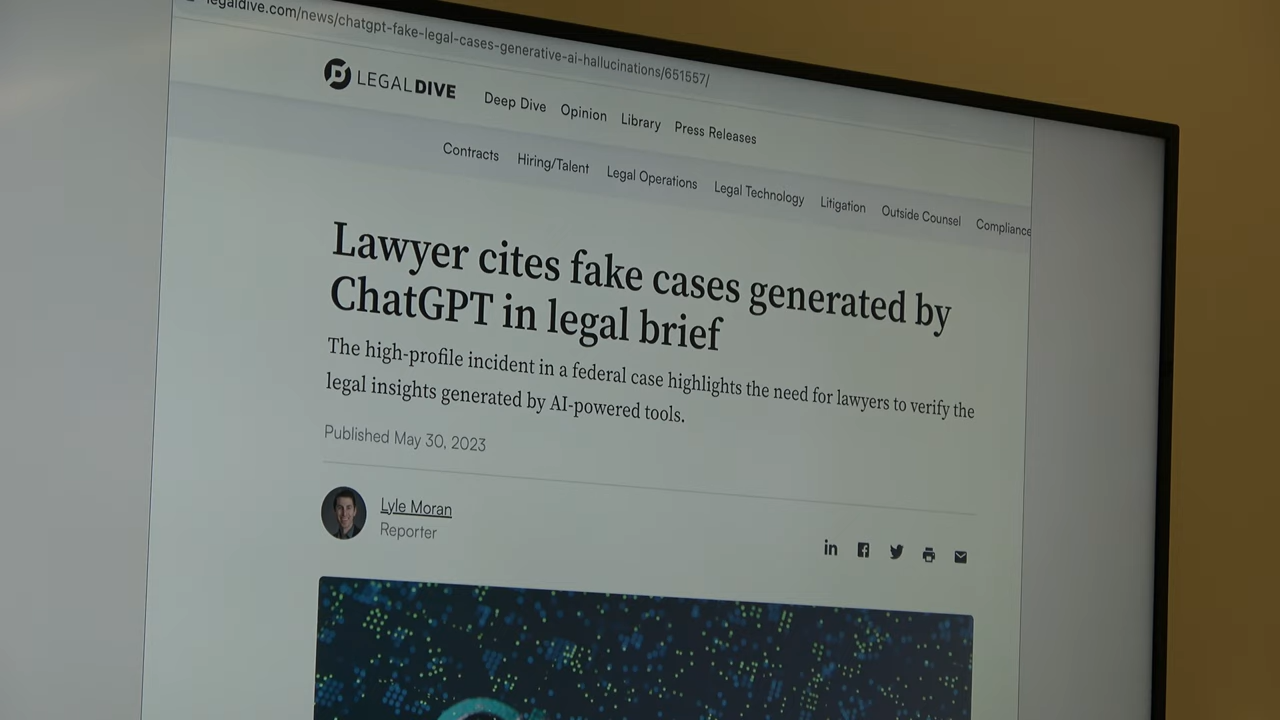 legaldive.com/news/chatgpt-fake-legal-cases-generative-ai-hallucinations/651557/
LEGALDIVE
Deep Dive Opinion Library Press Releases
Contracts Hiring/Talent Legal Operations Legal Technology Litigation Outside Counsel Compliance
Lawyer cites fake cases generated by
ChatGPT in legal brief
The high-profile incident in a federal case highlights the need for lawyers to verify the
legal insights generated by AI-powered tools.
Published May 30, 2023
Lyle Moran
Reporter